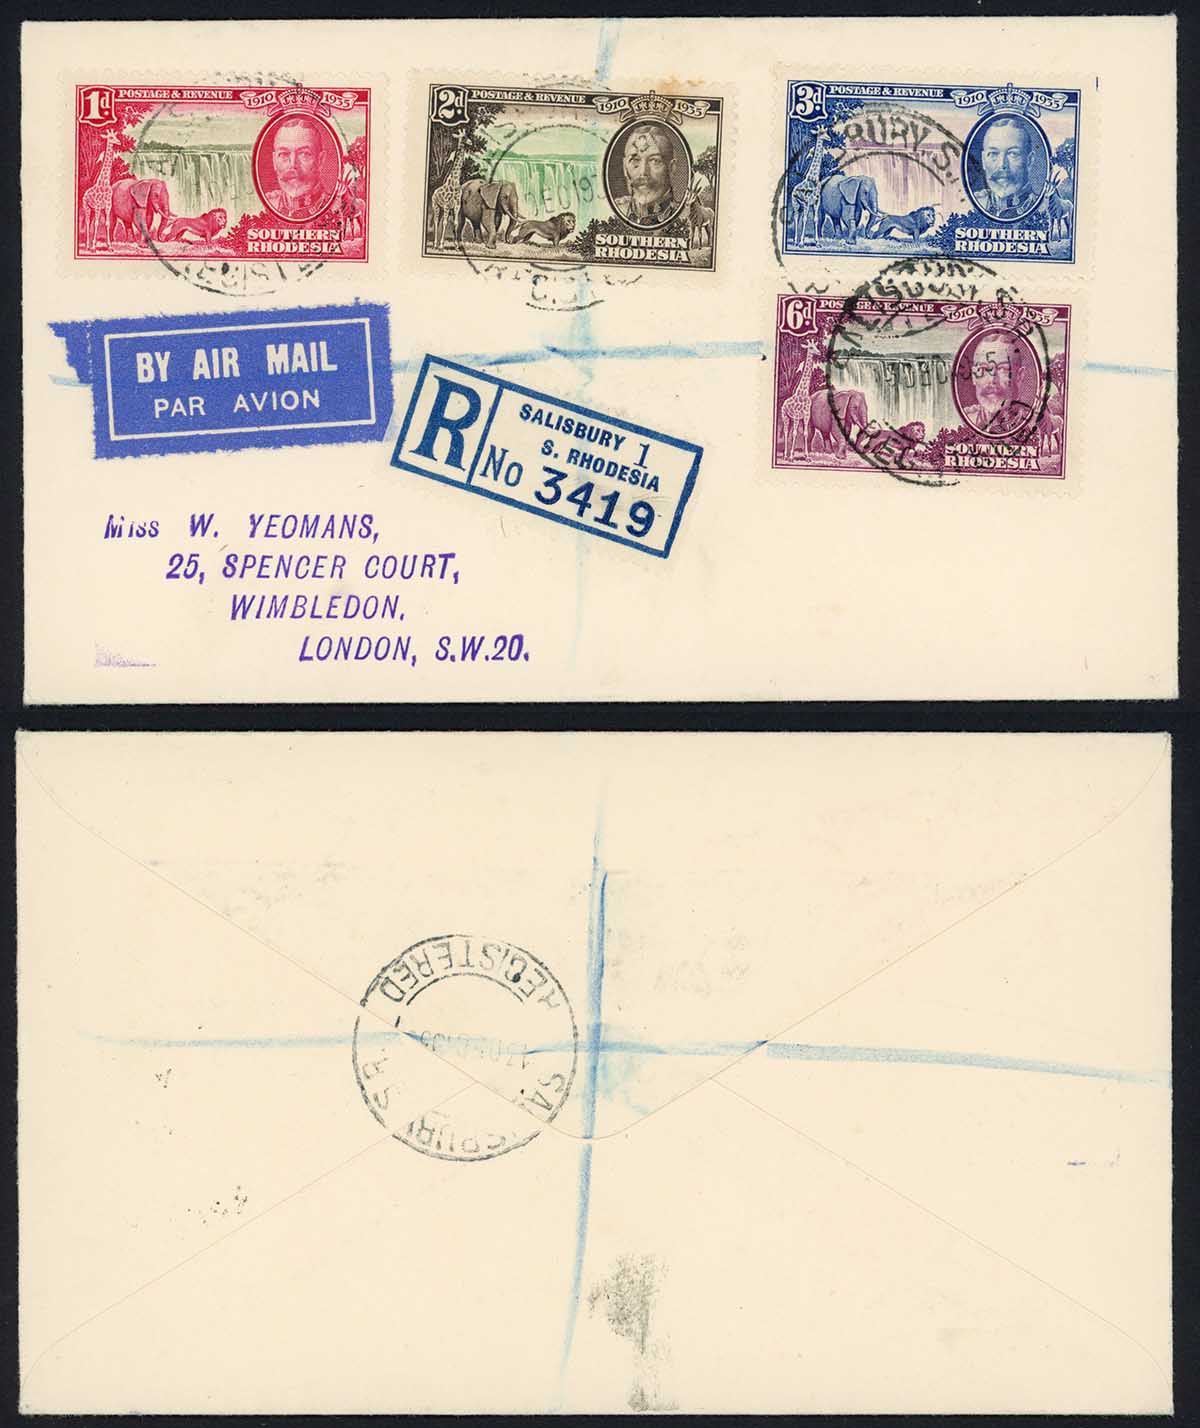 1d POSTAGE & REVENUE 1910 1935
SOUTHERN
RHODESIA
2d POSTAGE & REVENUE 1910 1935
SOUTHERN
RHODESIA
3d POSTAGE & REVENUE 1910 1935
SOUTHERN
RHODESIA
BURY S.
6d POSTAGE & REVENUE 1910
SOUTHERN
RHODESIA
BY AIR MAIL
PAR AVION
R
SALISBURY 1
S. RHODESIA
No 3419
Miss W. YEOMANS,
25, SPENCER COURT,
WIMBLEDON,
LONDON, S.W.20.
REGISTERED
SALISBURY